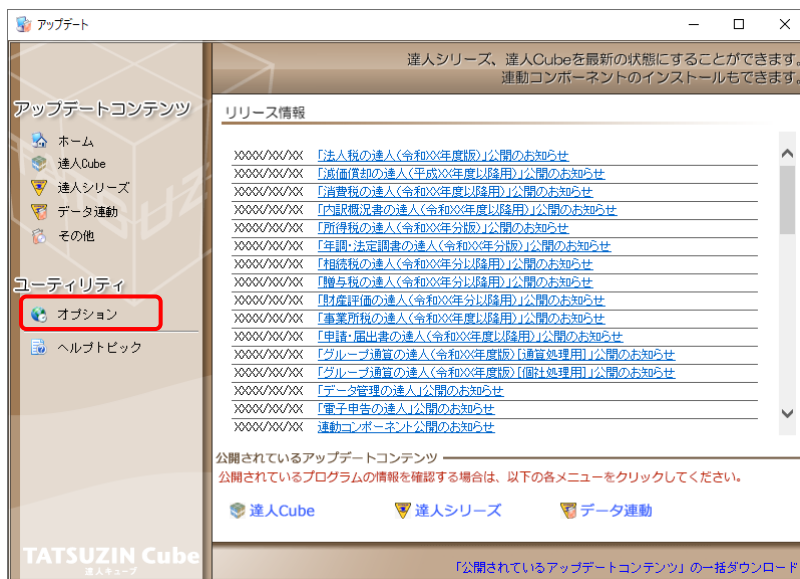 アップデート
達人シリーズ、達人Cubeを最新の状態にすることができます。
連動コンポーネントのインストールもできます。
アップデートコンテンツ
ホーム
達人Cube
達人シリーズ
データ連動
その他
ユーティリティ
オプション
ヘルプトピック
TATSUZIN Cube
達人キューブ
リリース情報
XXXX/XX/XX 「法人税の達人(令和XX年度版)」公開のお知らせ
XXXX/XX/XX 「減価償却の達人(平成XX年度以降用)」公開のお知らせ
XXXX/XX/XX 「消費税の達人(令和XX年度以降用)」公開のお知らせ
XXXX/XX/XX 「内訳概況書の達人(令和XX年度以降用)」公開のお知らせ
XXXX/XX/XX 「所得税の達人(令和XX年分版)」公開のお知らせ
XXXX/XX/XX 「年調・法定調書の達人(令和XX年分版)」公開のお知らせ
XXXX/XX/XX 「相続税の達人(令和XX年分以降用)」公開のお知らせ
XXXX/XX/XX 「贈与税の達人(令和XX年分以降用)」公開のお知らせ
XXXX/XX/XX 「財産評価の達人(令和XX年分以降用)」公開のお知らせ
XXXX/XX/XX 「事業所税の達人(令和XX年度以降用)」公開のお知らせ
XXXX/XX/XX 「申請・届出書の達人(令和XX年度以降用)」公開のお知らせ
XXXX/XX/XX 「グループ通算の達人(令和XX年度版)[通算処理用]」公開のお知らせ
XXXX/XX/XX 「グループ通算の達人(令和XX年度版)[個社処理用]」公開のお知らせ
XXXX/XX/XX 「データ管理の達人」公開のお知らせ
XXXX/XX/XX 「電子申告の達人」公開のお知らせ
XXXX/XX/XX 連動コンポーネント公開のお知らせ
公開されているアップデートコンテンツ
公開されているプログラムの情報を確認する場合は、以下の各メニューをクリックしてください。
達人Cube
達人シリーズ
データ連動
「公開されているアップデートコンテンツ」の一括ダウンロード